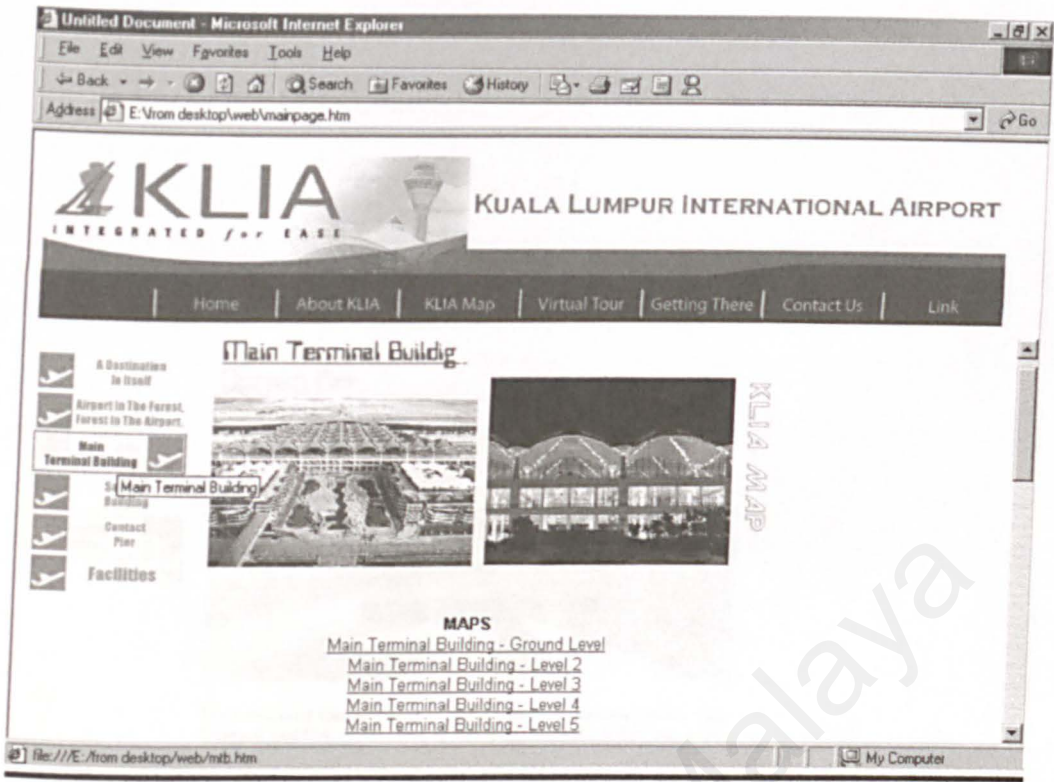 Untitled Document - Microsoft Internet Explorer
File Edit View Favorites Tools Help
Back Search Favorites History
Address E:\from desktop\web\mainpage.htm Go
KLIA
INTEGRATED for EASE
KUALA LUMPUR INTERNATIONAL AIRPORT
Home About KLIA KLIA Map Virtual Tour Getting There Contact Us Link
Main Terminal Buildig
A Destination
In Itself
Airport In The Forest,
Forest In The Airport.
Main
Terminal Building
Main Terminal Building
Building
Contact
Pier
Facilities
KLIA MAP
MAPS
Main Terminal Building - Ground Level
Main Terminal Building - Level 2
Main Terminal Building - Level 3
Main Terminal Building - Level 4
Main Terminal Building - Level 5
file:///E:/from desktop/web/mtb.htm My Computer
Malaya